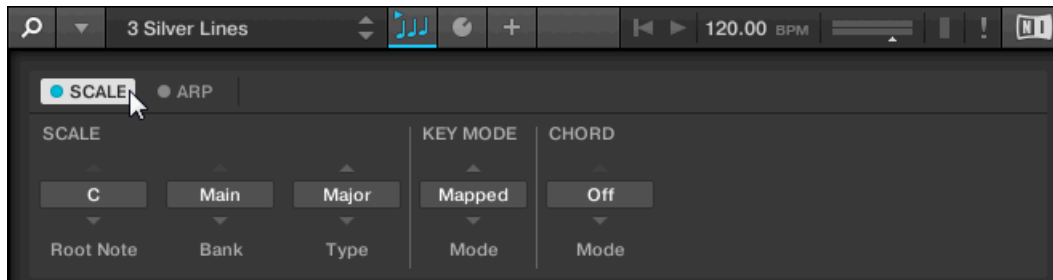 3 Silver Lines 120.00 BPM NI
SCALE ARP
SCALE KEY MODE CHORD
C Main Major Mapped Off
Root Note Bank Type Mode Mode